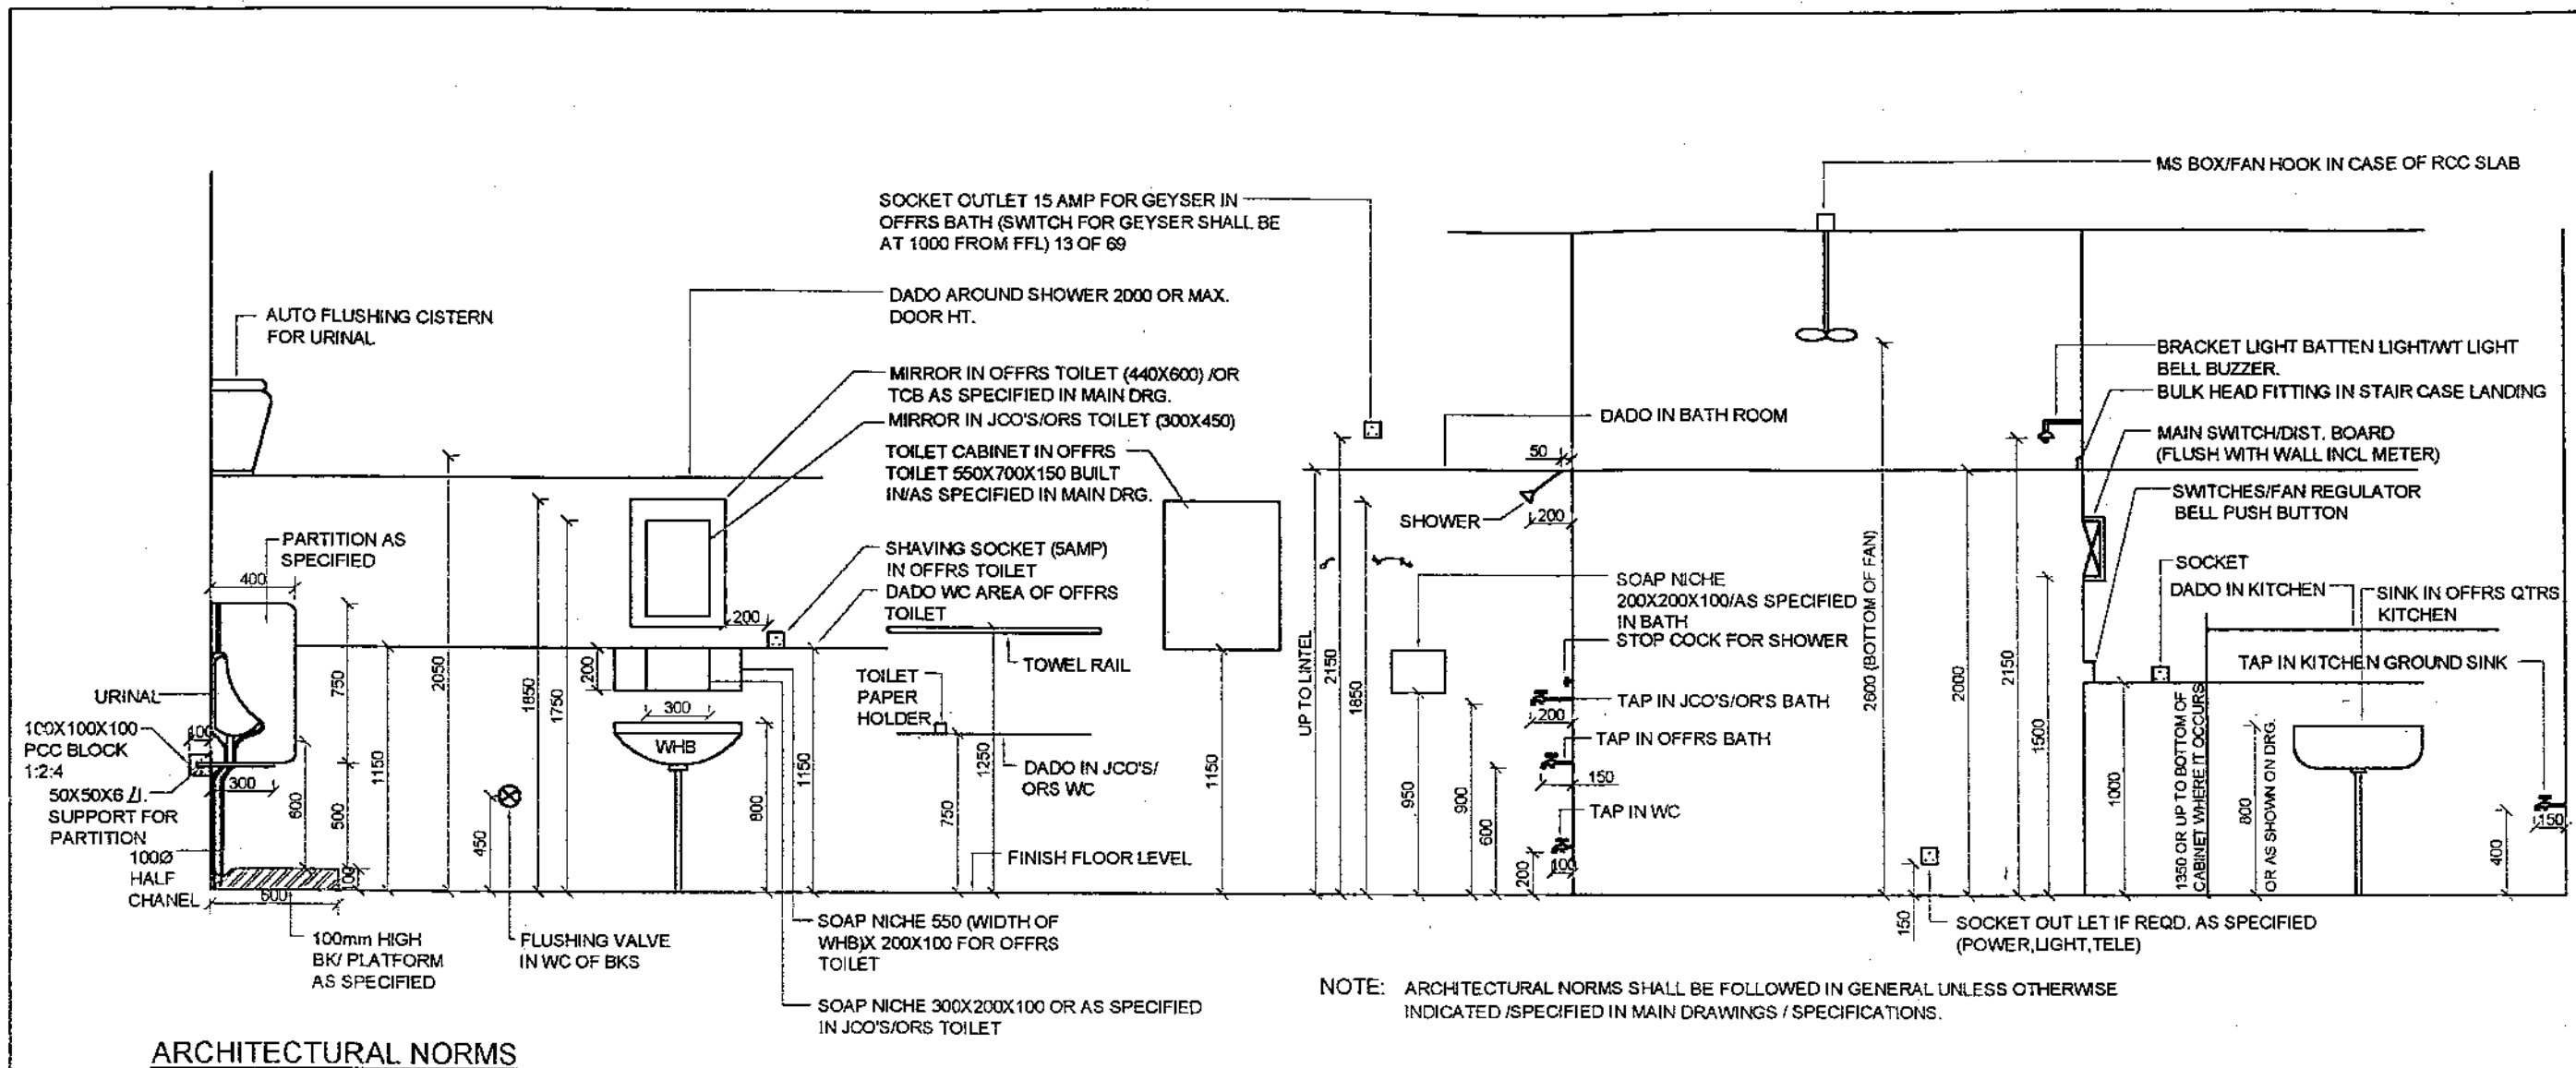 MS BOX/FAN HOOK IN CASE OF RCC SLAB
SOCKET OUTLET 15 AMP FOR GEYSER IN
OFFRS BATH (SWITCH FOR GEYSER SHALL BE
AT 1000 FROM FFL) 13 OF 69
DADO AROUND SHOWER 2000 OR MAX.
DOOR HT.
AUTO FLUSHING CISTERN
FOR URINAL
MIRROR IN OFFRS TOILET (440X600) /OR
TCB AS SPECIFIED IN MAIN DRG.
MIRROR IN JCO'S/ORS TOILET (300X450)
TOILET CABINET IN OFFRS
TOILET 550X700X150 BUILT
IN/AS SPECIFIED IN MAIN DRG.
SHAVING SOCKET (5AMP)
IN OFFRS TOILET
DADO WC AREA OF OFFRS
TOILET
PARTITION AS
SPECIFIED
400
750
500
600
300
100
600
100
URINAL
100X100X100
PCC BLOCK
1:2:4
50X50X6
SUPPORT FOR
PARTITION
100Ø
HALF
CHANEL
100mm HIGH
BK/ PLATFORM
AS SPECIFIED
1150
2050
450
1850
1750
200
200
300
WHB
800
1150
FLUSHING VALVE
IN WC OF BKS
TOILET
PAPER
HOLDER
TOWEL RAIL
DADO IN JCO'S/
ORS WC
750
1250
FINISH FLOOR LEVEL
1150
SOAP NICHE 550 (WIDTH OF
WHB)X 200X100 FOR OFFRS
TOILET
SOAP NICHE 300X200X100 OR AS SPECIFIED
IN JCO'S/ORS TOILET
DADO IN BATH ROOM
50
SHOWER
200
UP TO LINTEL
2150
1850
950
900
600
200
SOAP NICHE
200X200X100/AS SPECIFIED
IN BATH
STOP COCK FOR SHOWER
TAP IN JCO'S/OR'S BATH
200
TAP IN OFFRS BATH
150
TAP IN WC
100
2600 (BOTTOM OF FAN)
2000
2150
1500
150
BRACKET LIGHT BATTEN LIGHT/WT LIGHT
BELL BUZZER.
BULK HEAD FITTING IN STAIR CASE LANDING
MAIN SWITCH/DIST. BOARD
(FLUSH WITH WALL INCL METER)
SWITCHES/FAN REGULATOR
BELL PUSH BUTTON
SOCKET
DADO IN KITCHEN
SINK IN OFFRS QTRS
KITCHEN
TAP IN KITCHEN GROUND SINK
1000
1350 OR UP TO BOTTOM OF
CABINET WHERE IT OCCURS
800
OR AS SHOWN ON DRG.
400
150
SOCKET OUT LET IF REQD. AS SPECIFIED
(POWER,LIGHT,TELE)
NOTE: ARCHITECTURAL NORMS SHALL BE FOLLOWED IN GENERAL UNLESS OTHERWISE
INDICATED /SPECIFIED IN MAIN DRAWINGS / SPECIFICATIONS.
ARCHITECTURAL NORMS